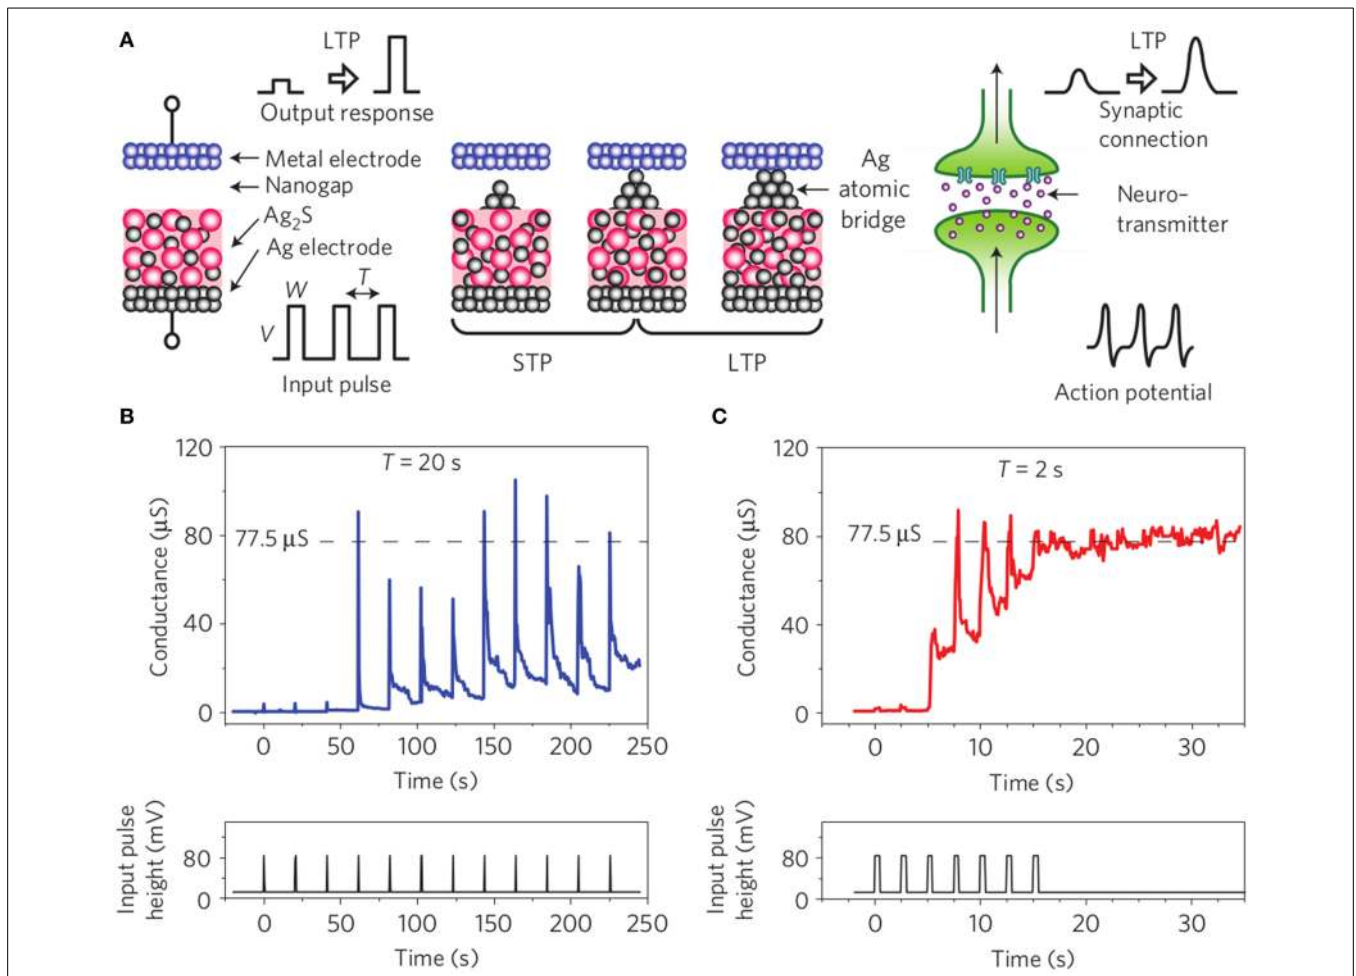 A
LTP
Output response
Metal electrode
Nanogap
Ag₂S
Ag electrode
W
T
V
Input pulse
STP
LTP
Ag
atomic
bridge
LTP
Synaptic
connection
Neuro-
transmitter
Action potential
B
T = 20 s
77.5 µS
Conductance (µS)
120
80
40
0
0 50 100 150 200 250
Time (s)
Input pulse
height (mV)
80
0
0 50 100 150 200 250
Time (s)
C
T = 2 s
77.5 µS
Conductance (µS)
120
80
40
0
0 10 20 30
Time (s)
Input pulse
height (mV)
80
0
0 10 20 30
Time (s)